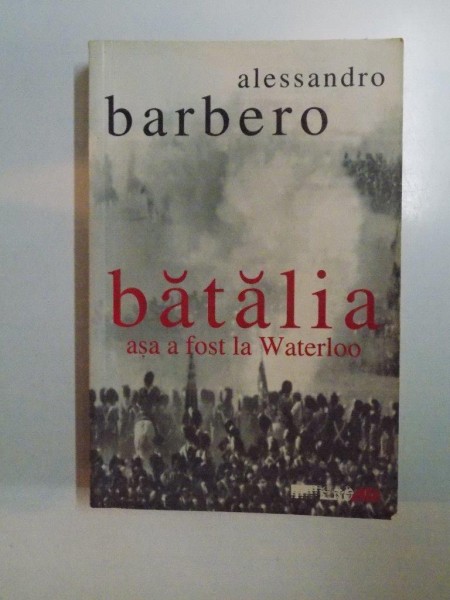 alessandro
barbero
bătălia
așa a fost la Waterloo